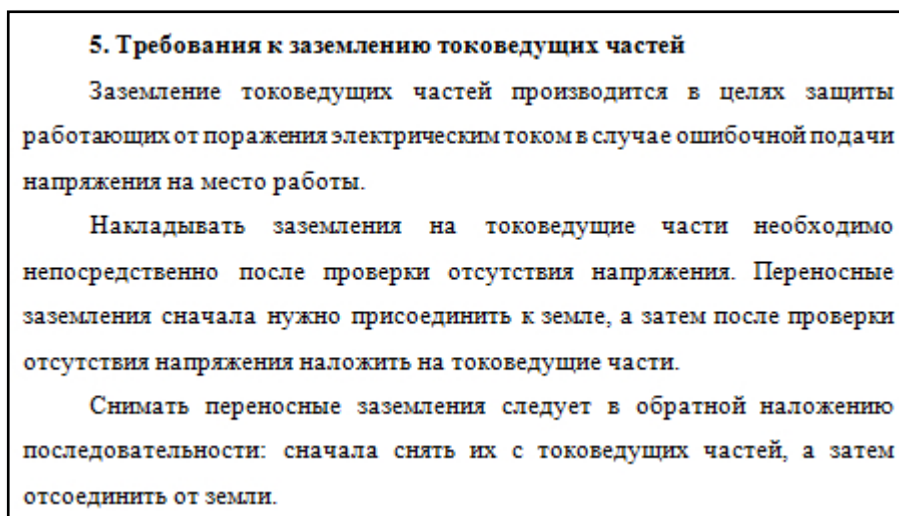 5. Требования к заземлению токоведущих частей
Заземление токоведущих частей производится в целях защиты
работающих от поражения электрическим током в случае ошибочной подачи
напряжения на место работы.
Накладывать заземления на токоведущие части необходимо
непосредственно после проверки отсутствия напряжения. Переносные
заземления сначала нужно присоединить к земле, а затем после проверки
отсутствия напряжения наложить на токоведущие части.
Снимать переносные заземления следует в обратной наложению
последовательности: сначала снять их с токоведущих частей, а затем
отсоединить от земли.